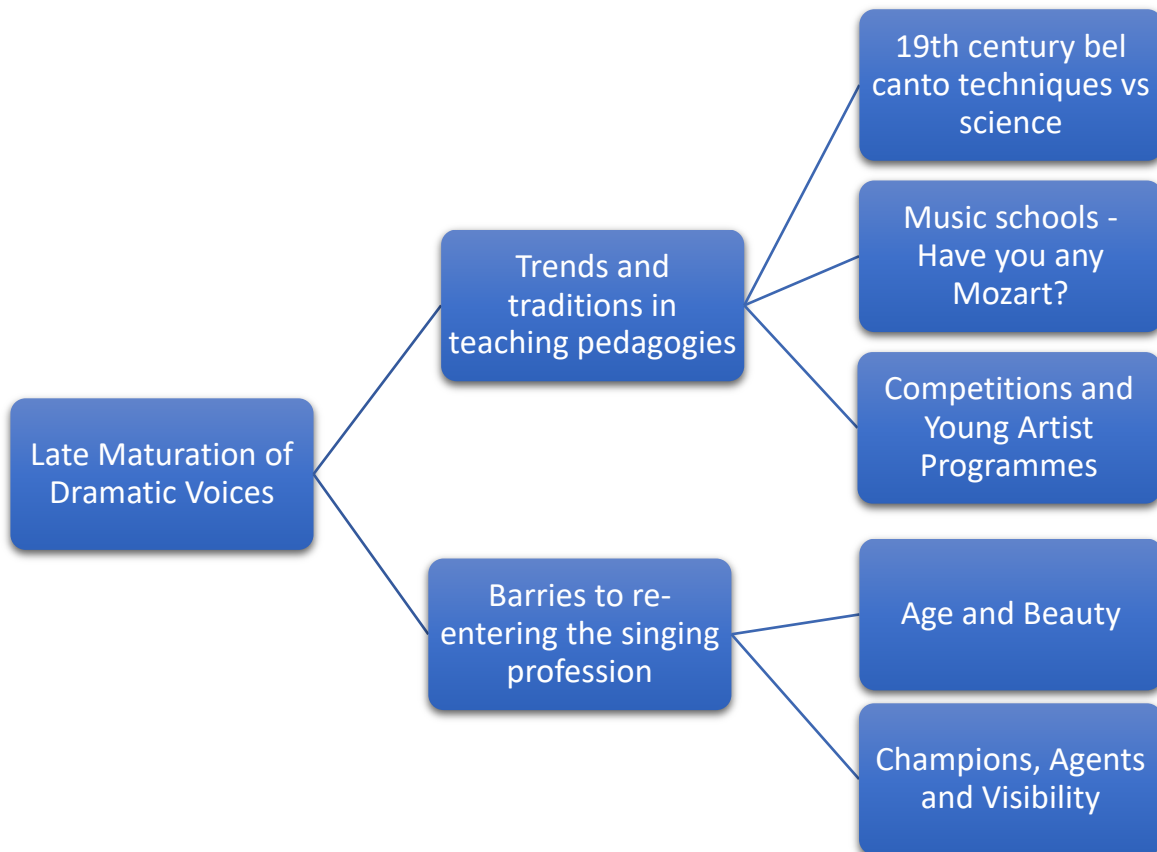 Late Maturation of
Dramatic Voices
Trends and
traditions in
teaching pedagogies
19th century bel
canto techniques vs
science
Music schools -
Have you any
Mozart?
Competitions and
Young Artist
Programmes
Barries to re-
entering the singing
profession
Age and Beauty
Champions, Agents
and Visibility